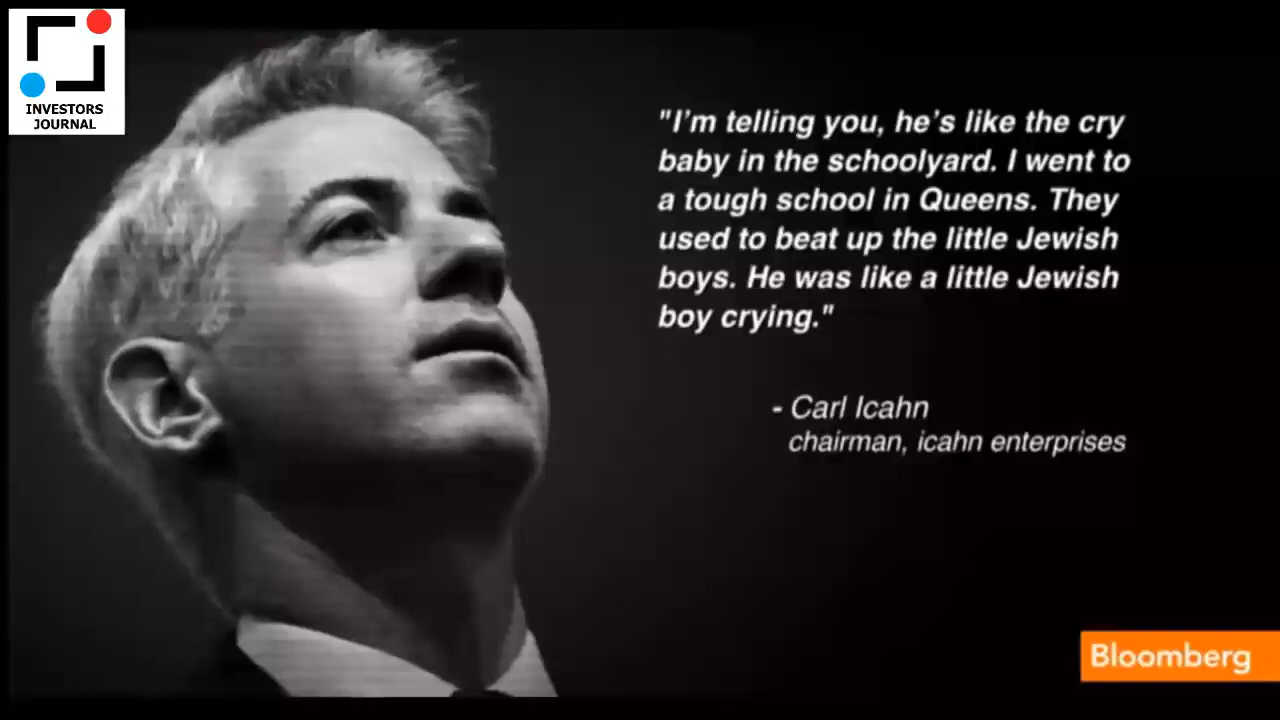 INVESTORS
JOURNAL
"I'm telling you, he's like the cry
baby in the schoolyard. I went to
a tough school in Queens. They
used to beat up the little Jewish
boys. He was like a little Jewish
boy crying."
- Carl Icahn
chairman, icahn enterprises
Bloomberg